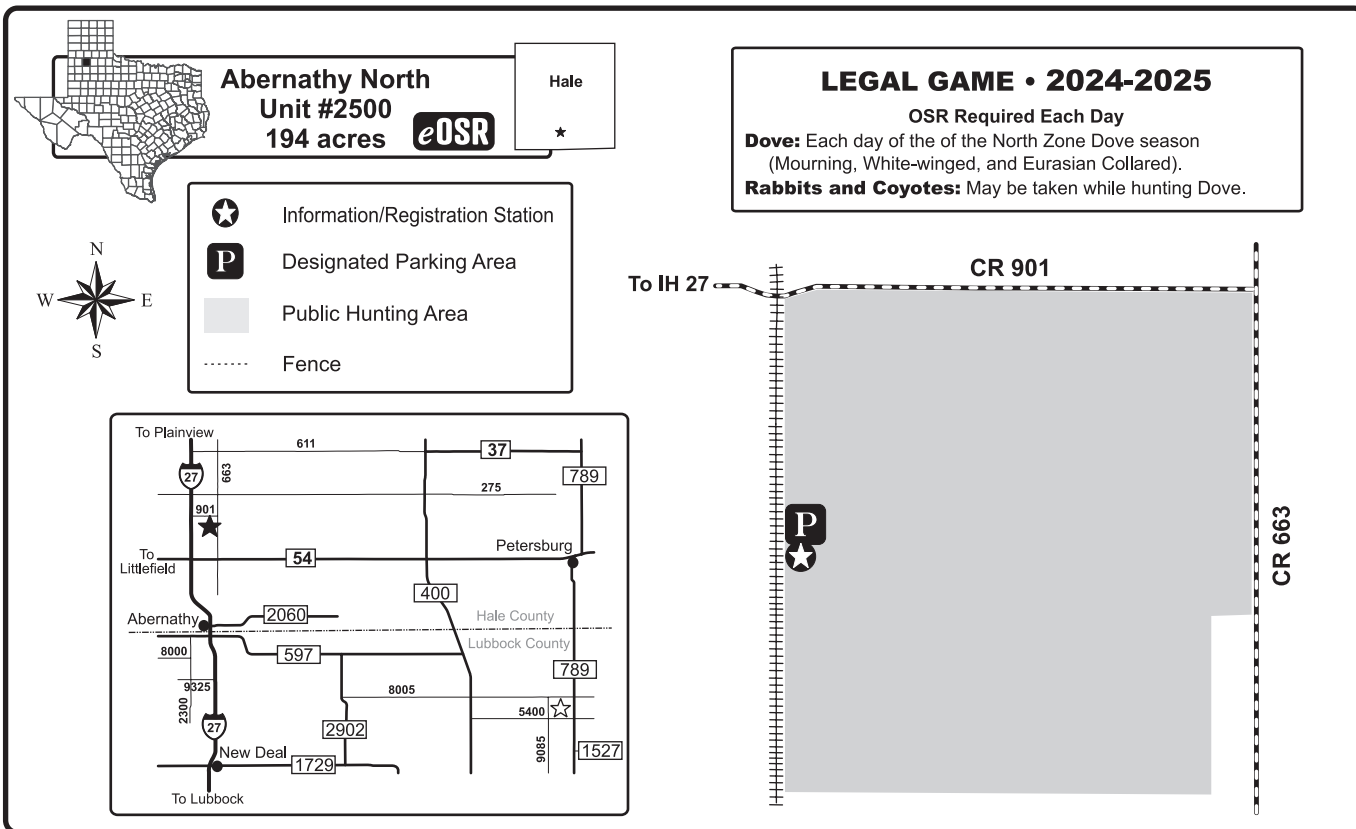 Abernathy North
Unit #2500
194 acres
eOSR
Hale
LEGAL GAME • 2024-2025
OSR Required Each Day
Dove: Each day of the of the North Zone Dove season
(Mourning, White-winged, and Eurasian Collared).
Rabbits and Coyotes: May be taken while hunting Dove.
Information/Registration Station
P Designated Parking Area
Public Hunting Area
Fence
N
W E
S
To IH 27
CR 901
P
CR 663
To Plainview
611
37
27
663
789
275
901
To
Littlefield
54
Petersburg
400
Abernathy
2060
Hale County
Lubbock County
8000
597
789
9325
8005
2300
5400
27
2902
9085
1527
New Deal
1729
To Lubbock